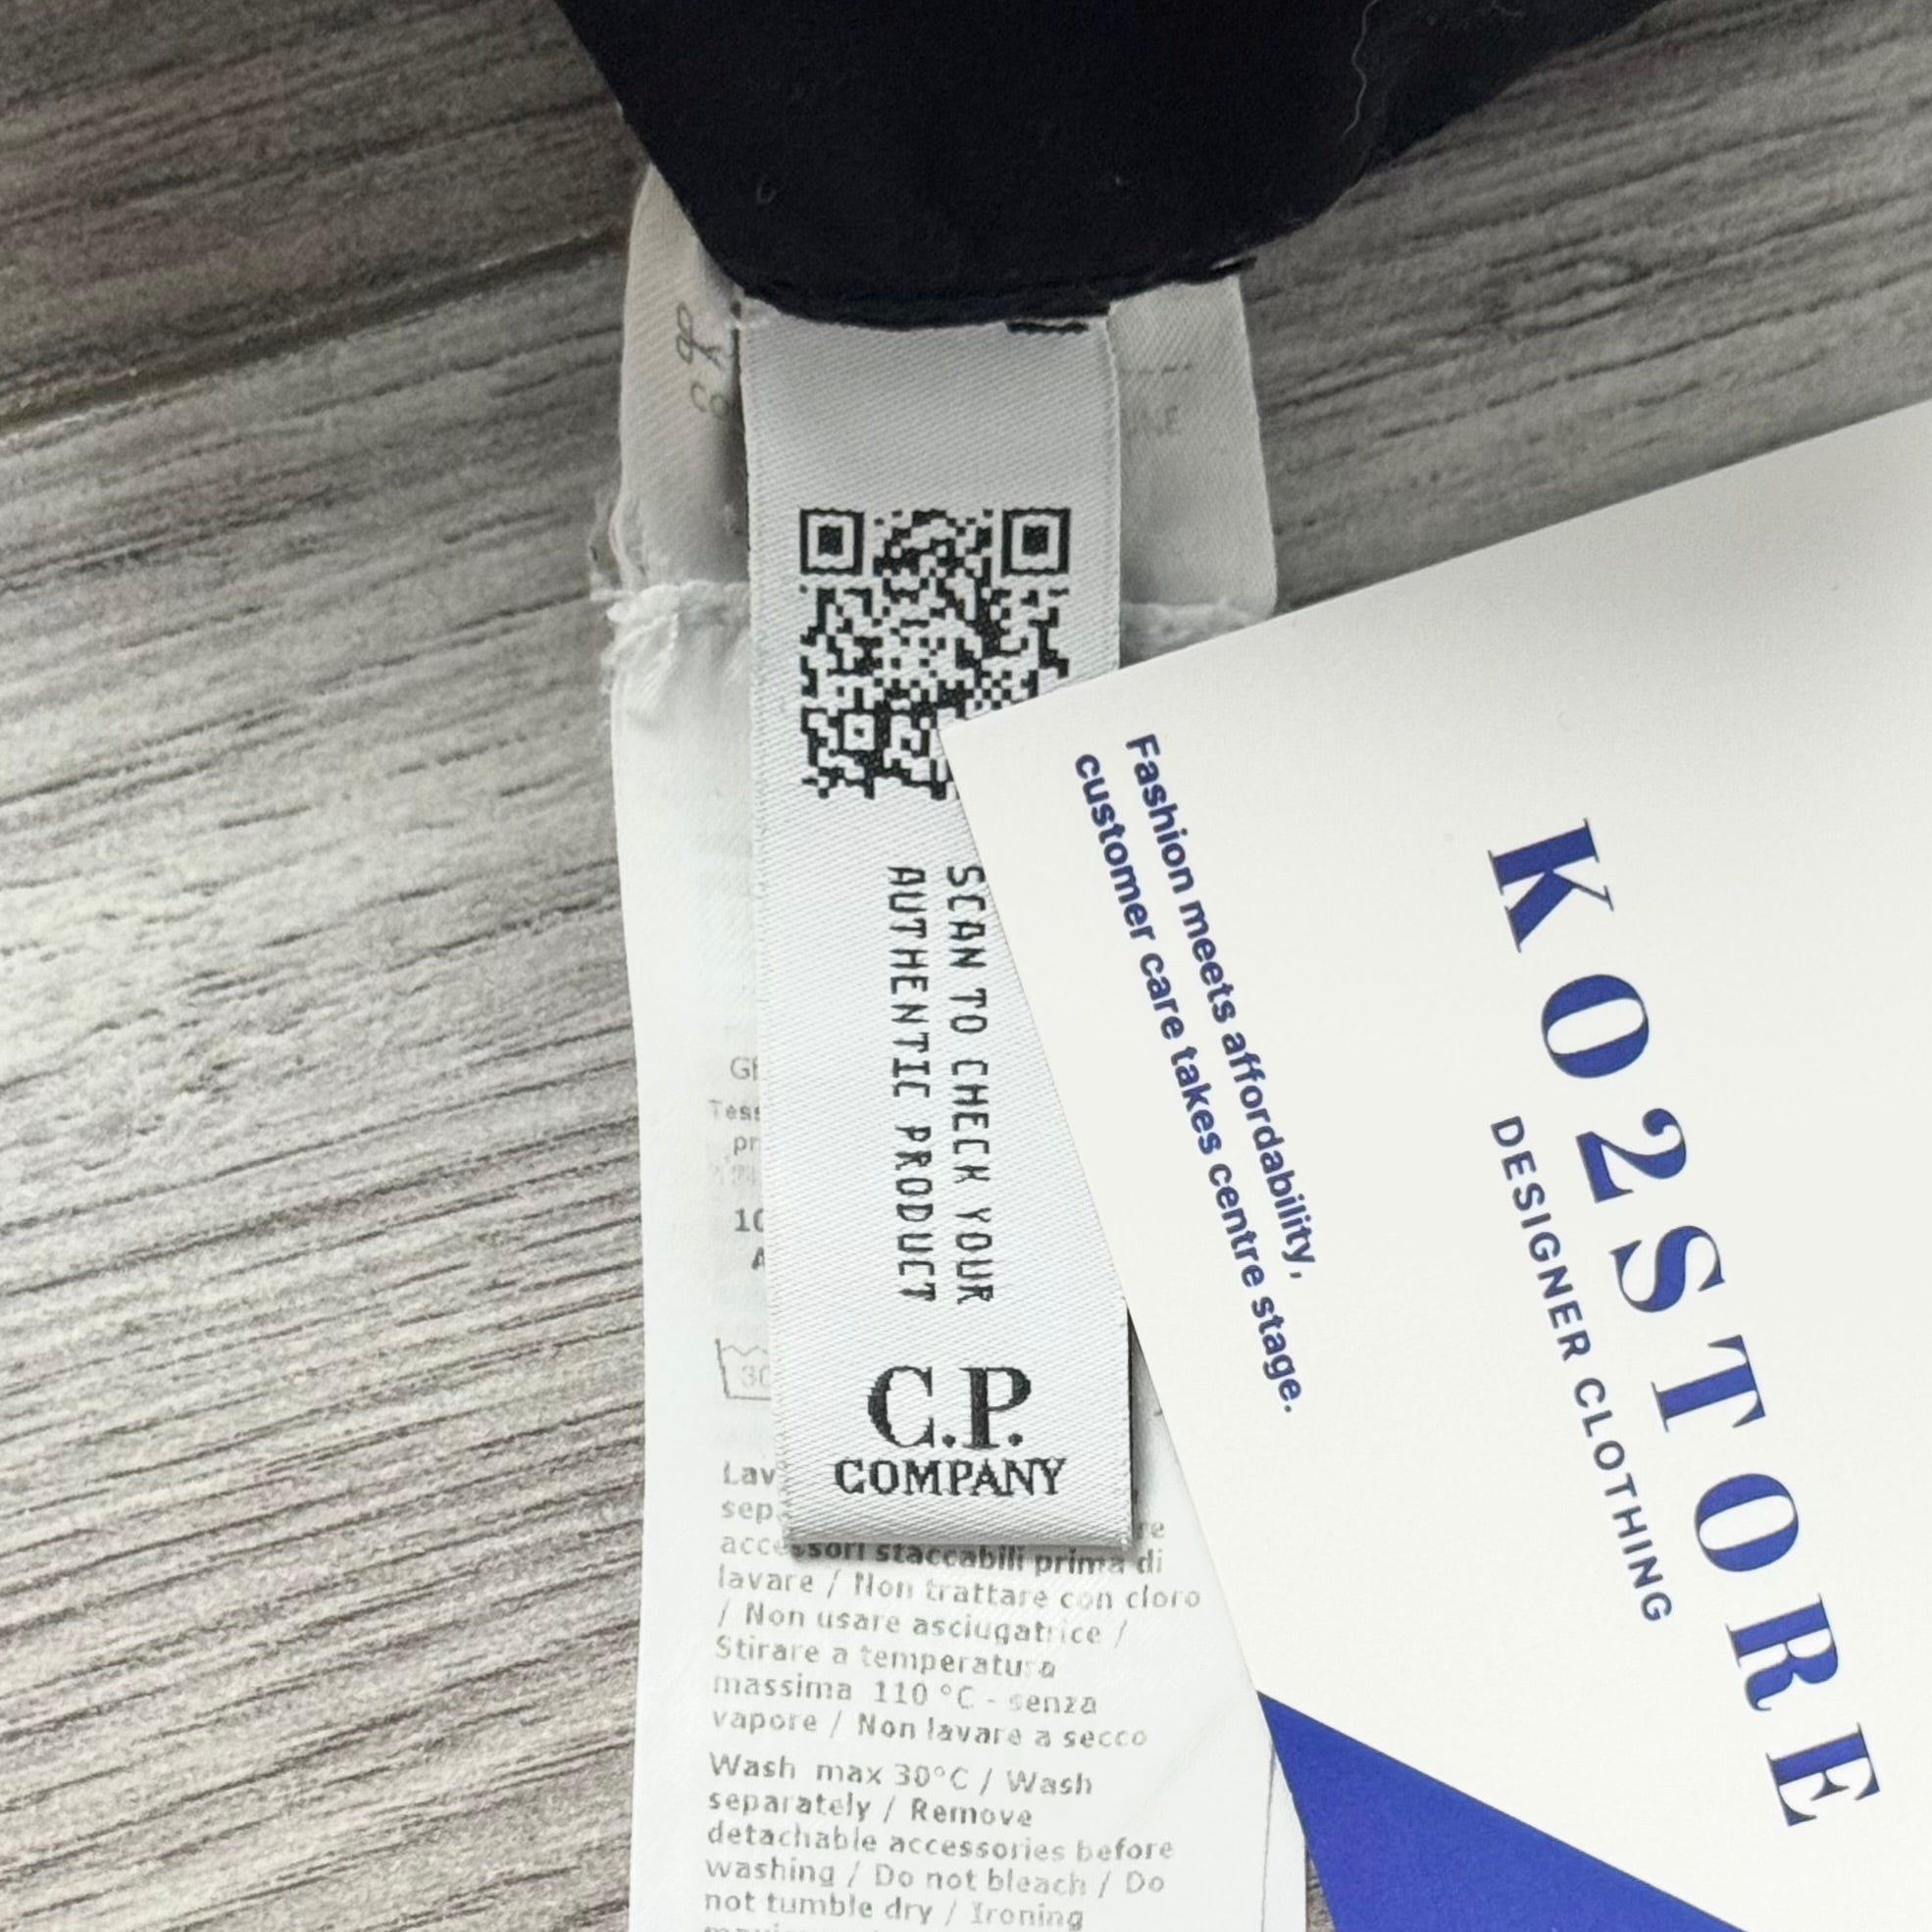 SCAN TO CHECK YOUR
AUTHENTIC PRODUCT
C.P.
COMPANY
Fashion meets affordability,
customer care takes centre stage.
KO2STORE
DESIGNER CLOTHING
30
accessori staccabili prima di
lavare / Non trattare con cloro
/ Non usare asciugatrice /
Stirare a temperatura
massima 110 °C - senza
vapore / Non lavare a secco
Wash max 30°C / Wash
separately / Remove
detachable accessories before
washing / Do not bleach / Do
not tumble dry / Ironing